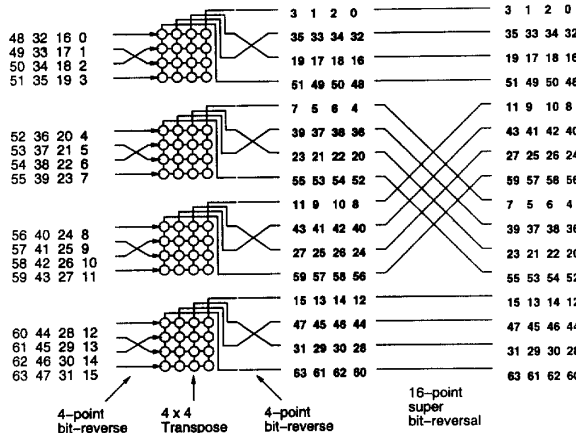 3 1 2 0 3 1 2 0
48 32 16 0 35 33 34 32 35 33 34 32
49 33 17 1
50 34 18 2 19 17 18 16 19 17 18 16
51 35 19 3 51 49 50 48 51 49 50 48
7 5 6 4 11 9 10 8
52 36 20 4 39 37 38 36 43 41 42 40
53 37 21 5
54 38 22 6 23 21 22 20 27 25 26 24
55 39 23 7 55 53 54 52 59 57 58 56
11 9 10 8 7 5 6 4
56 40 24 8 43 41 42 40 39 37 38 36
57 41 25 9
58 42 26 10 27 25 26 24 23 21 22 20
59 43 27 11 59 57 58 56 55 53 54 52
15 13 14 12 15 13 14 12
60 44 28 12 47 45 46 44 47 45 46 44
61 45 29 13
62 46 30 14 31 29 30 28 31 29 30 28
63 47 31 15 63 61 62 60 63 61 62 60
4-point bit-reverse
4 x 4 Transpose
4-point bit-reverse
16-point super bit-reversal